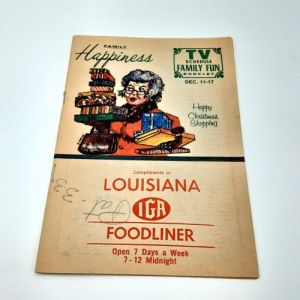 FAMILY
Happiness
TV
SCHEDULE
FAMILY FUN
BOOKLET
DEC. 11-17
Happy
Christmas
Shopping
Compliments of
LOUISIANA
IGA
FOODLINER
Open 7 Days a Week
7-12 Midnight